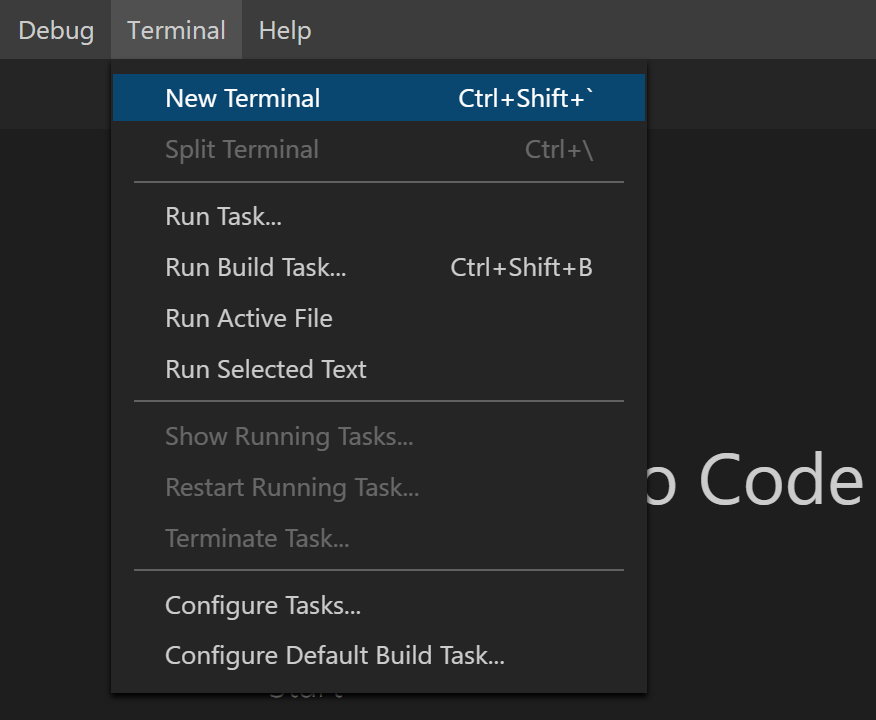 Debug Terminal Help
New Terminal Ctrl+Shift+`
Split Terminal Ctrl+\
Run Task...
Run Build Task... Ctrl+Shift+B
Run Active File
Run Selected Text
Show Running Tasks...
Restart Running Task...
o Code
Terminate Task...
Configure Tasks...
Configure Default Build Task...